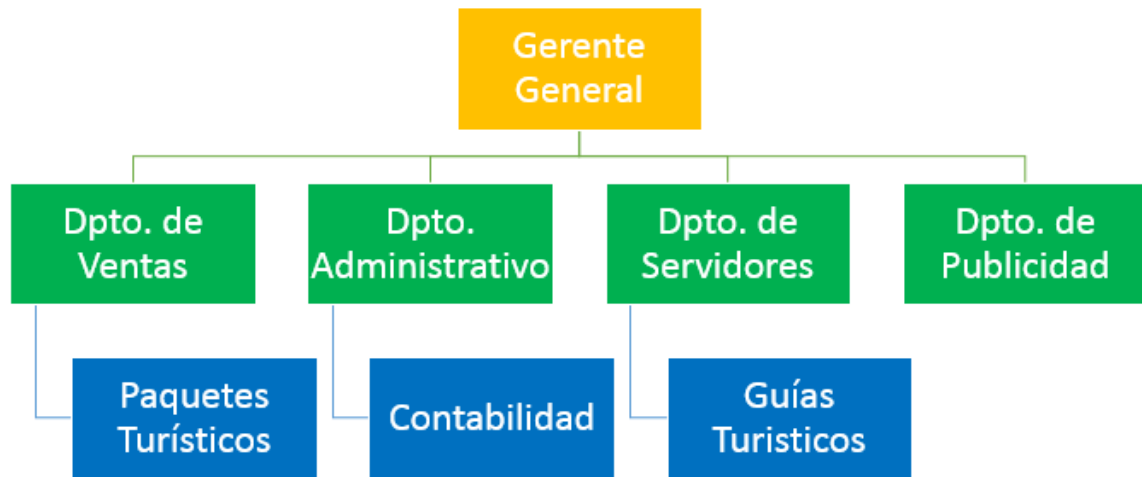 Gerente
General
Dpto. de
Ventas
Dpto.
Administrativo
Dpto. de
Servidores
Dpto. de
Publicidad
Paquetes
Turísticos
Contabilidad
Guías
Turisticos